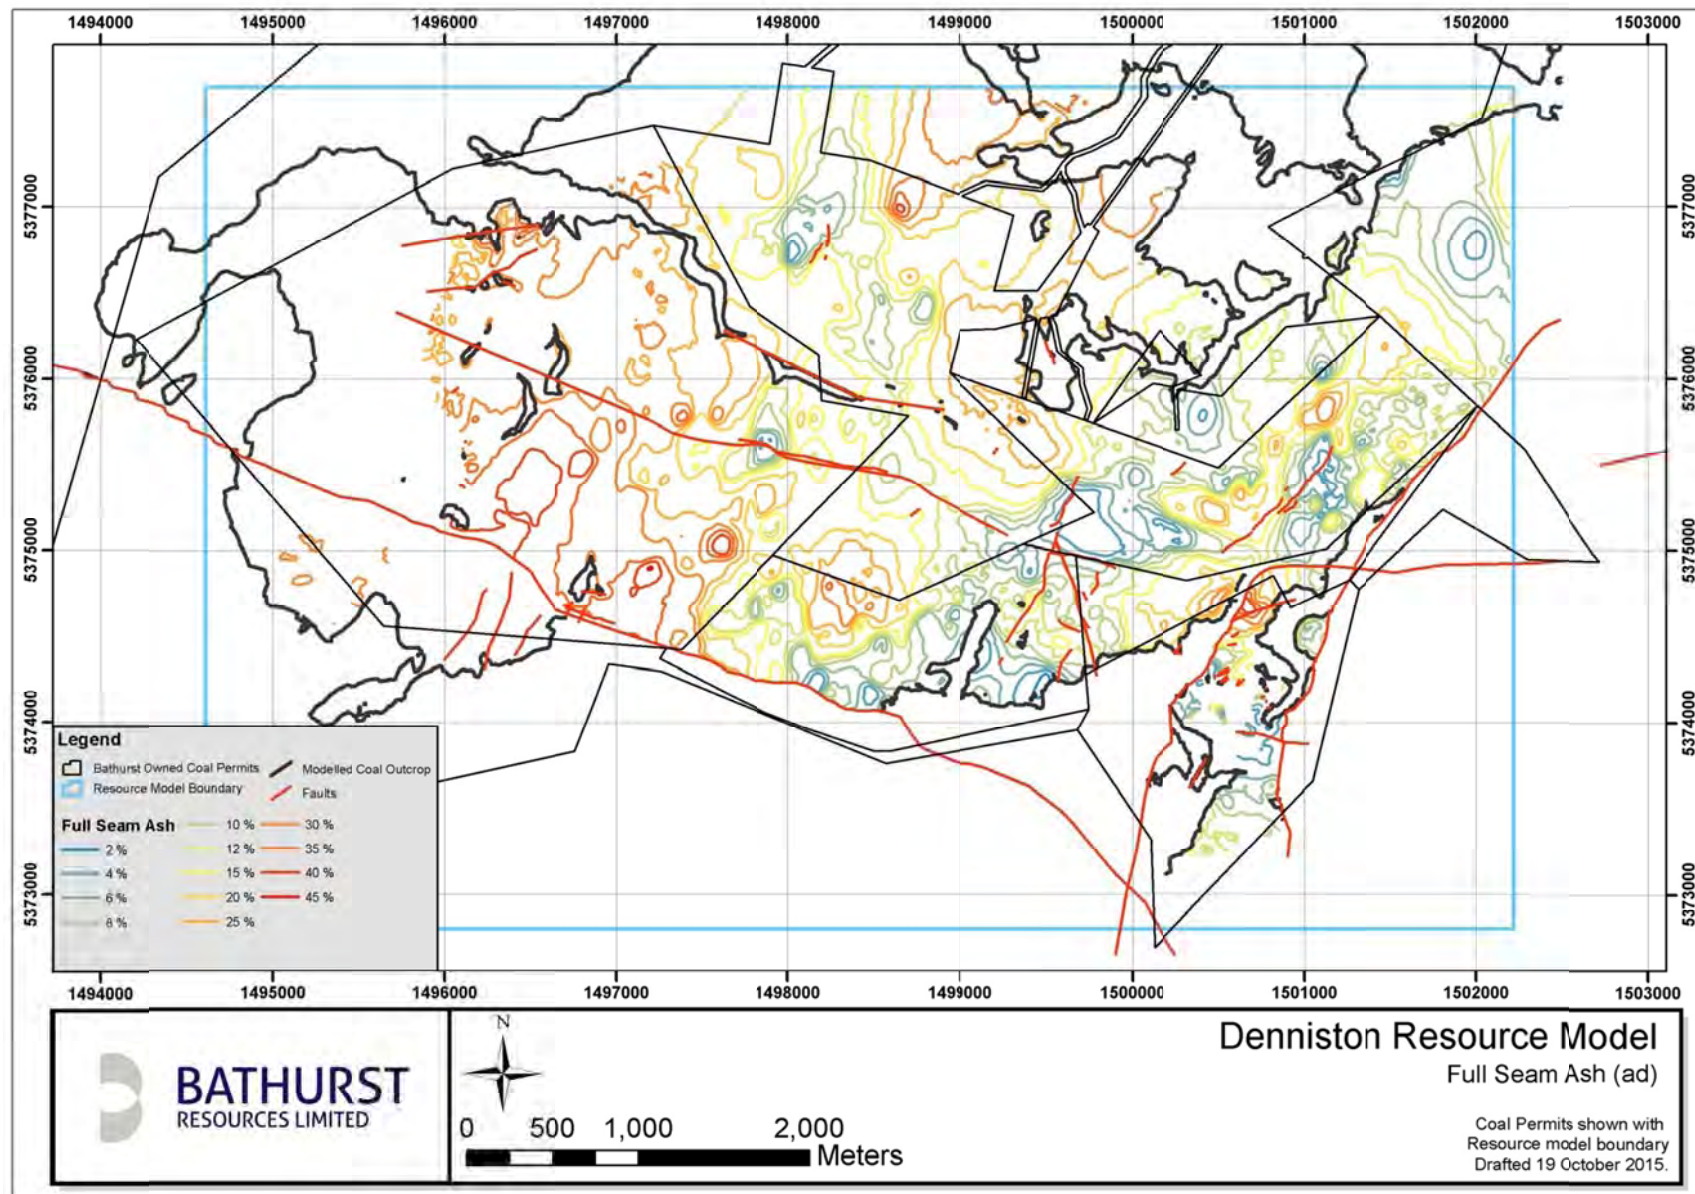 1494000 1495000 1496000 1497000 1498000 1499000 1500000 1501000 1502000 1503000
5377000 5377000
5376000 5376000
5375000 5375000
5374000 5374000
5373000 5373000
Legend
Bathurst Owned Coal Permits Modelled Coal Outcrop
Resource Model Boundary Faults
Full Seam Ash 10 % 30 %
2 % 12 % 35 %
4 % 15 % 40 %
6 % 20 % 45 %
8 % 25 %
1494000 1495000 1496000 1497000 1498000 1499000 1500000 1501000 1502000 1503000
BATHURST
RESOURCES LIMITED
N
0 500 1,000 2,000
Meters
Denniston Resource Model
Full Seam Ash (ad)
Coal Permits shown with
Resource model boundary
Drafted 19 October 2015.